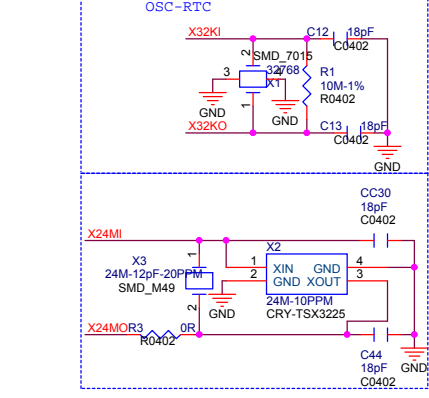 OSC-RTC
X32KI
C12
18pF
C0402
2
SMD_7015
3
32768
4
X1
R1
10M-1%
R0402
GND
GND
1
X32KO
C13
18pF
C0402
GND
CC30
18pF
C0402
X24MI
X2
1
X3
24M-12pF-20PPM
SMD_M49
1
XIN
GND
4
2
GND
XOUT
3
24M-10PPM
CRY-TSX3225
2
GND
X24MO
R3
0R
R0402
C44
18pF
C0402
GND